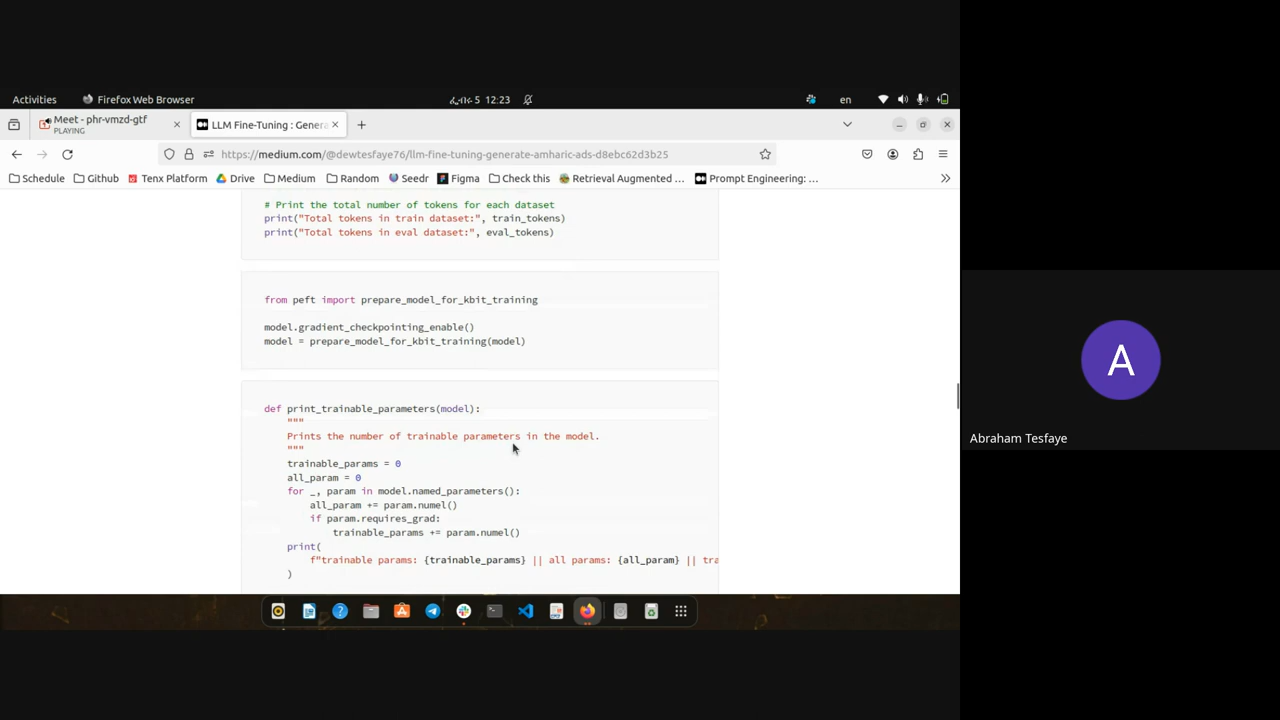 Activities
Firefox Web Browser
12:23
en
Meet - phr-vmzd-gtf
PLAYING
LLM Fine-Tuning : Genera
https://medium.com/@dewtesfaye76/llm-fine-tuning-generate-amharic-ads-d8ebc62d3b25
Schedule
Github
Tenx Platform
Drive
Medium
Random
Seedr
Figma
Check this
Retrieval Augmented ...
Prompt Engineering: ...
# Print the total number of tokens for each dataset
print("Total tokens in train dataset:", train_tokens)
print("Total tokens in eval dataset:", eval_tokens)
from peft import prepare_model_for_kbit_training
model.gradient_checkpointing_enable()
model = prepare_model_for_kbit_training(model)
def print_trainable_parameters(model):
"""
Prints the number of trainable parameters in the model.
"""
trainable_params = 0
all_param = 0
for _, param in model.named_parameters():
all_param += param.numel()
if param.requires_grad:
trainable_params += param.numel()
print(
f"trainable params: {trainable_params} || all params: {all_param} || tra
)
A
Abraham Tesfaye